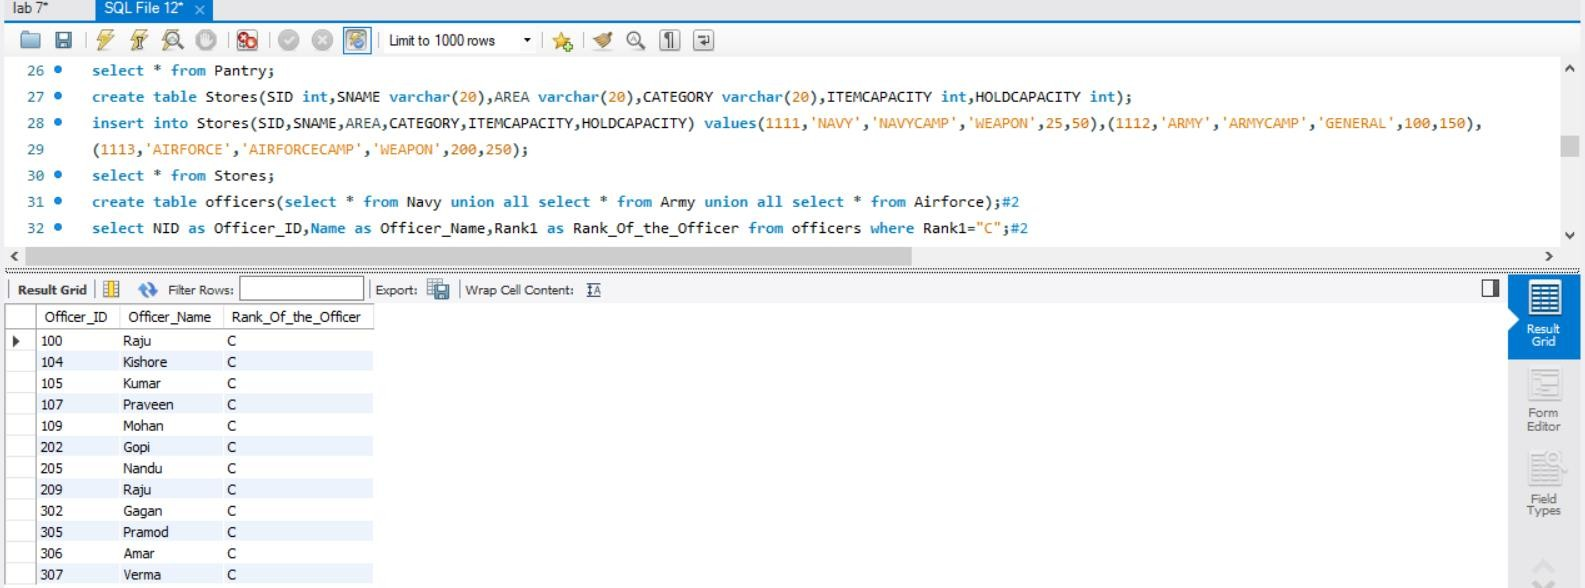 lab 7*
SQL File 12* ×
Limit to 1000 rows
26 select * from Pantry;
27 create table Stores(SID int,SNAME varchar(20),AREA varchar(20),CATEGORY varchar(20),ITEMCAPACITY int,HOLDCAPACITY int);
28 insert into Stores(SID,SNAME,AREA,CATEGORY,ITEMCAPACITY,HOLDCAPACITY) values(1111,'NAVY','NAVYCAMP','WEAPON',25,50),(1112,'ARMY','ARMYCAMP','GENERAL',100,150),
29 (1113,'AIRFORCE','AIRFORCECAMP','WEAPON',200,250);
30 select * from Stores;
31 create table officers(select * from Navy union all select * from Army union all select * from Airforce);#2
32 select NID as Officer_ID,Name as Officer_Name,Rank1 as Rank_Of_the_Officer from officers where Rank1="C";#2
Result Grid Filter Rows: Export: Wrap Cell Content:
Officer_ID Officer_Name Rank_Of_the_Officer
100 Raju C
104 Kishore C
105 Kumar C
107 Praveen C
109 Mohan C
202 Gopi C
205 Nandu C
209 Raju C
302 Gagan C
305 Pramod C
306 Amar C
307 Verma C
Result
Grid
Form
Editor
Field
Types